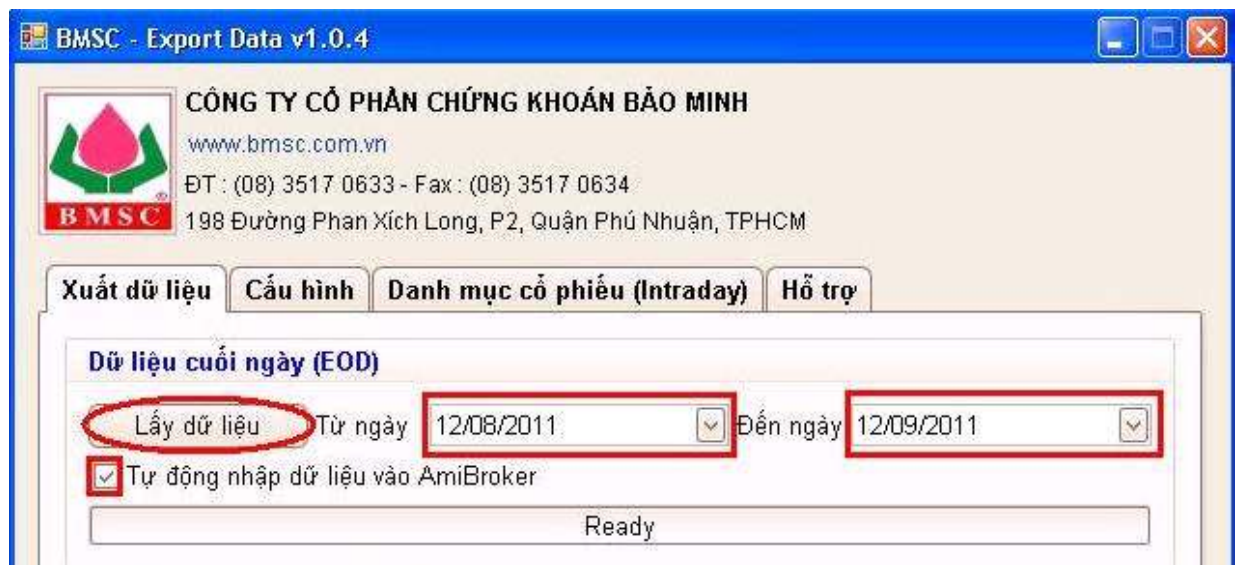 BMSC - Export Data v1.0.4
CÔNG TY CỔ PHẦN CHỨNG KHOÁN BẢO MINH
www.bmsc.com.vn
ĐT : (08) 3517 0633 - Fax : (08) 3517 0634
BMSC ® 198 Đường Phan Xích Long, P2, Quận Phú Nhuận, TPHCM
Xuất dữ liệu Cấu hình Danh mục cổ phiếu (Intraday) Hỗ trợ
Dữ liệu cuối ngày (EOD)
Lấy dữ liệu Từ ngày 12/08/2011 Đến ngày 12/09/2011
Tự động nhập dữ liệu vào AmiBroker
Ready